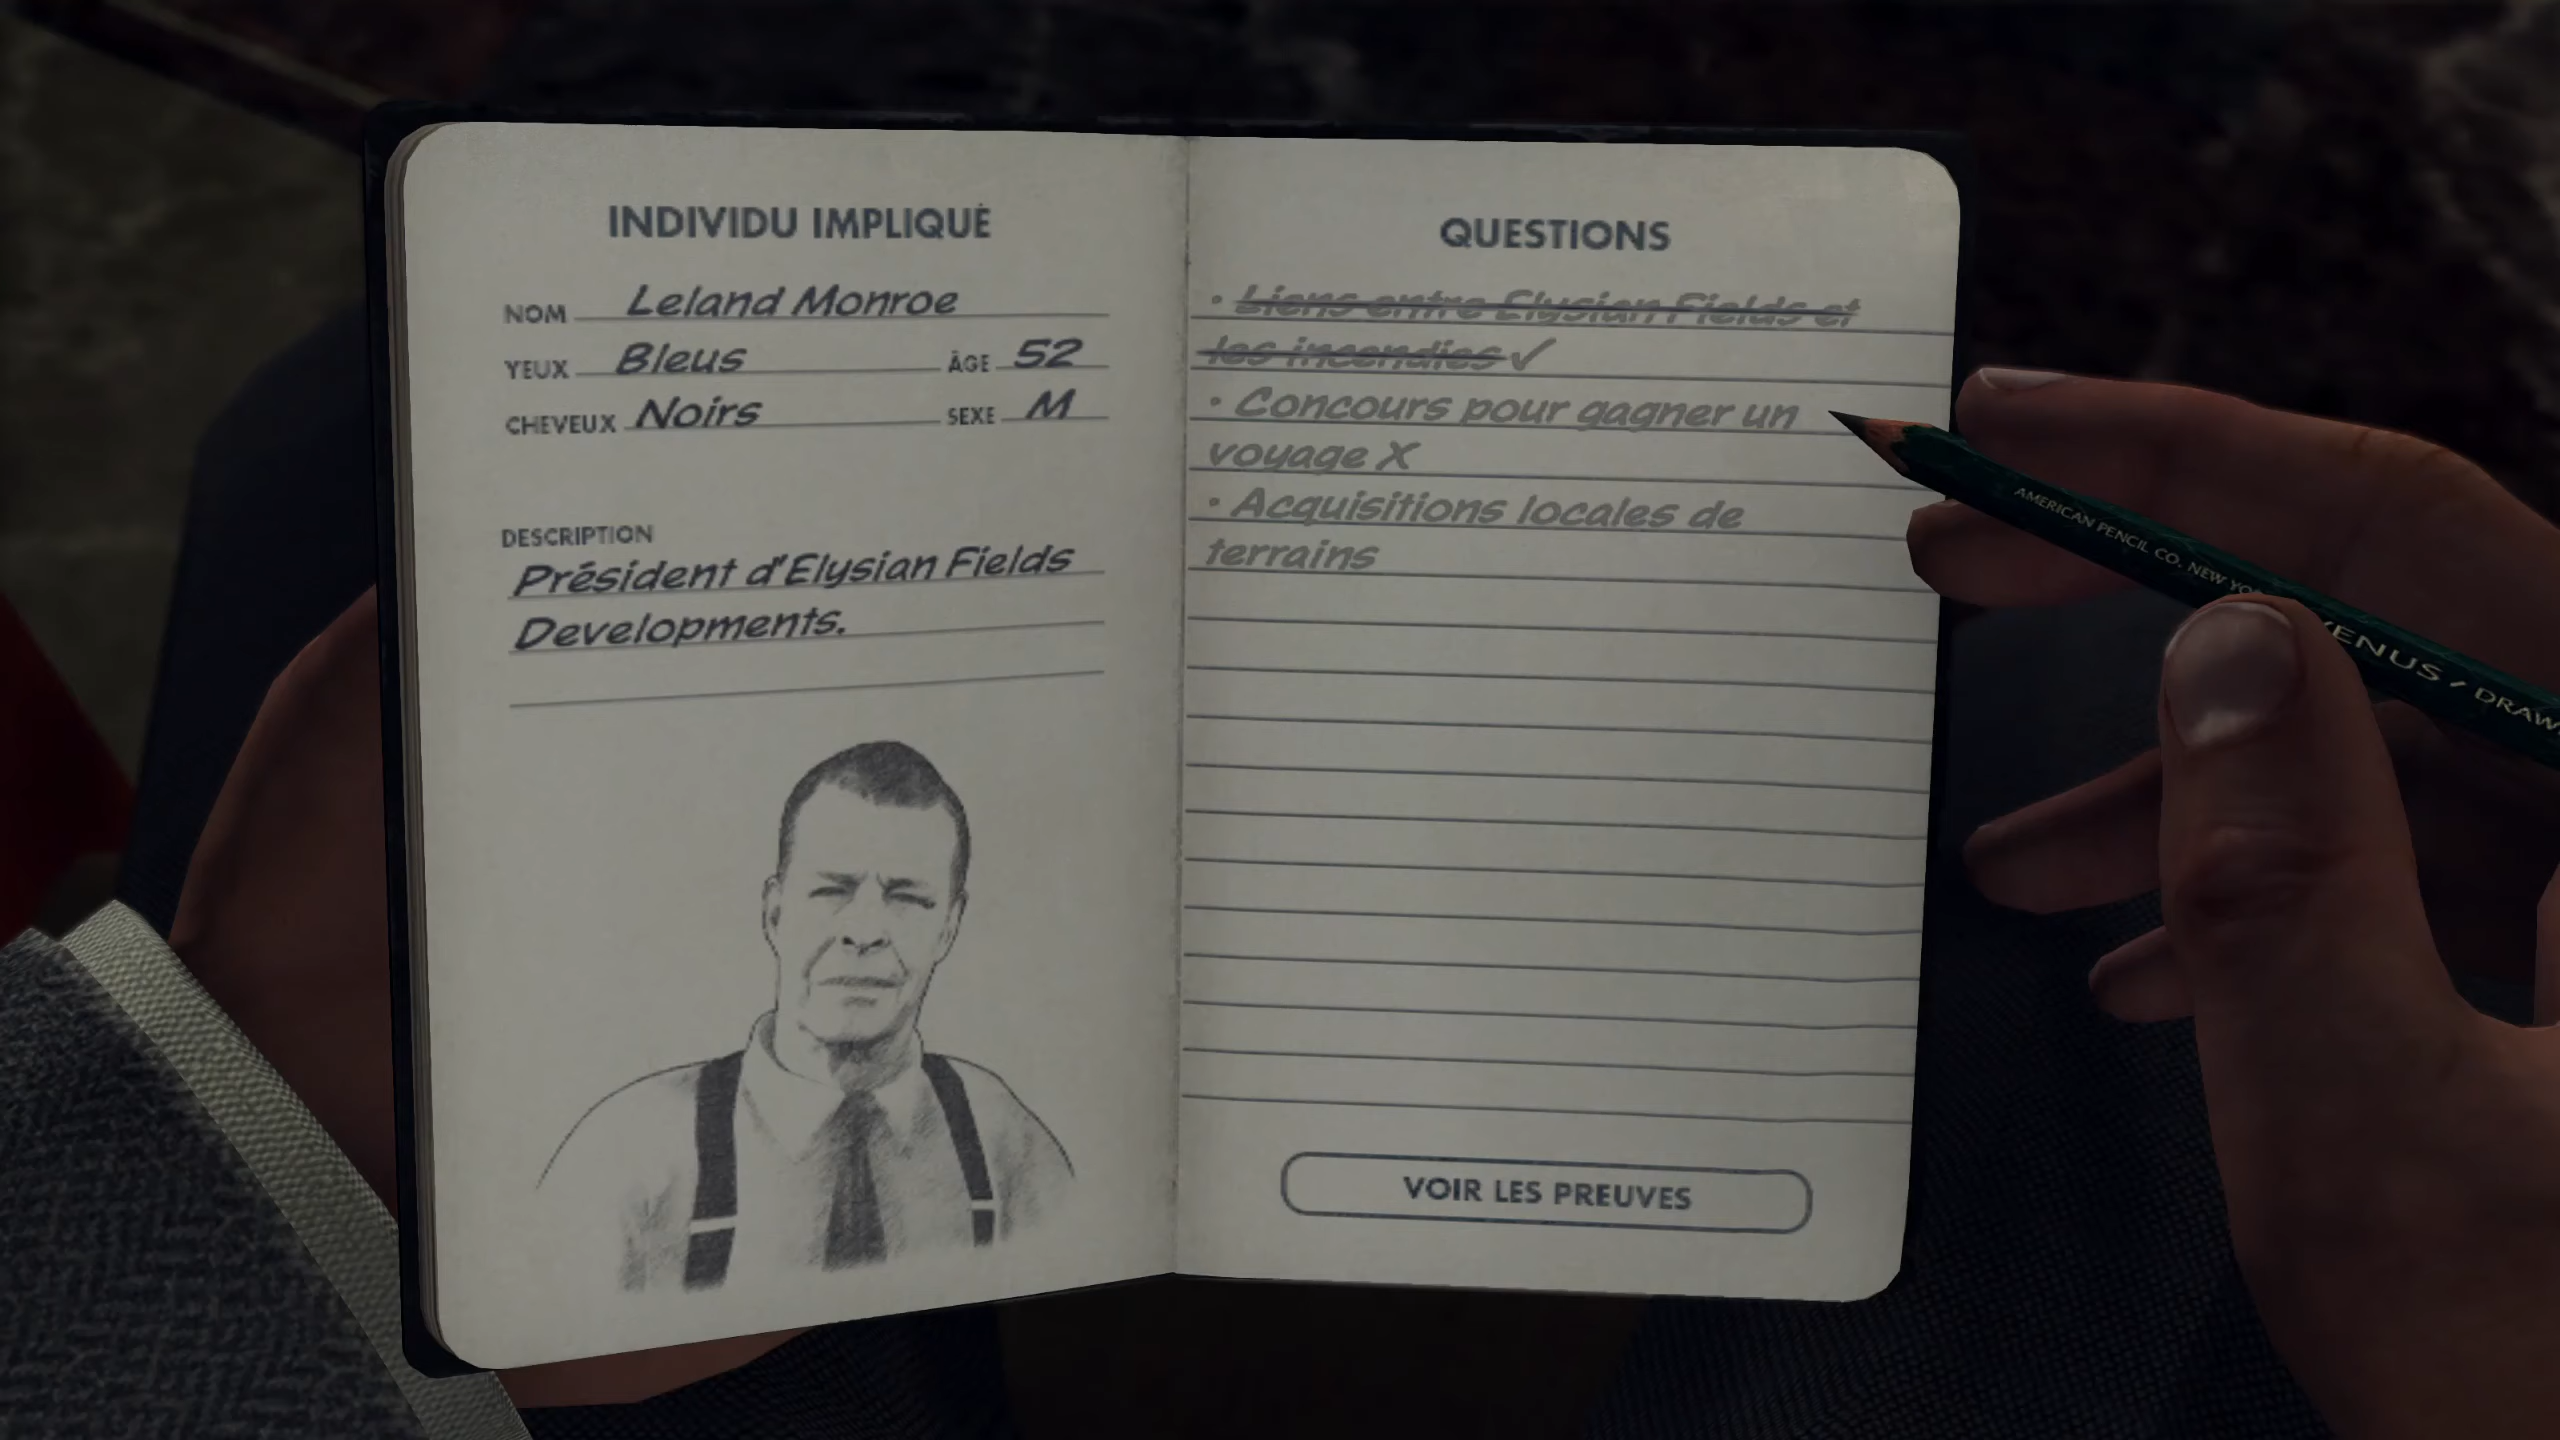 INDIVIDU IMPLIQUÉ
NOM Leland Monroe
YEUX Bleus ÂGE 52
CHEVEUX Noirs SEXE M
DESCRIPTION
Président d'Elysian Fields
Developments.
QUESTIONS
• Liens entre Elysian Fields et
les incendies ✓
• Concours pour gagner un
voyage X
• Acquisitions locales de
terrains
VOIR LES PREUVES
AMERICAN PENCIL CO. NEW YO
VENUS / DRAW